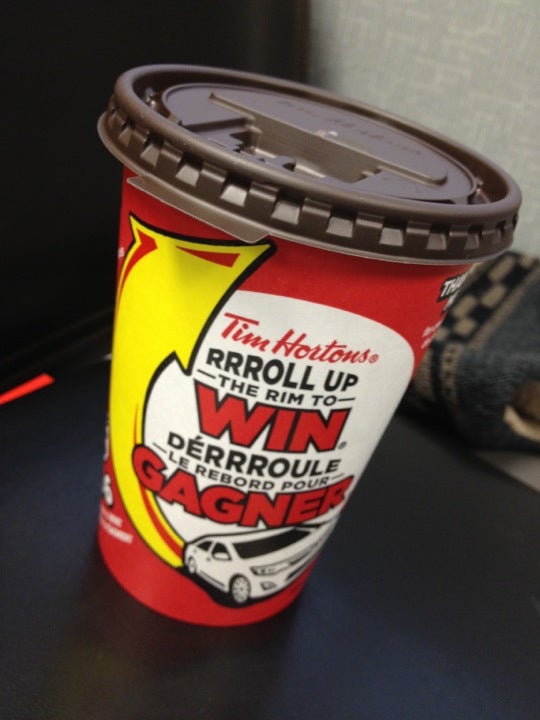 Tim Hortons®
RRROLL UP
THE RIM TO
WIN®
DÉRRROULE
LE REBORD POUR
GAGNER